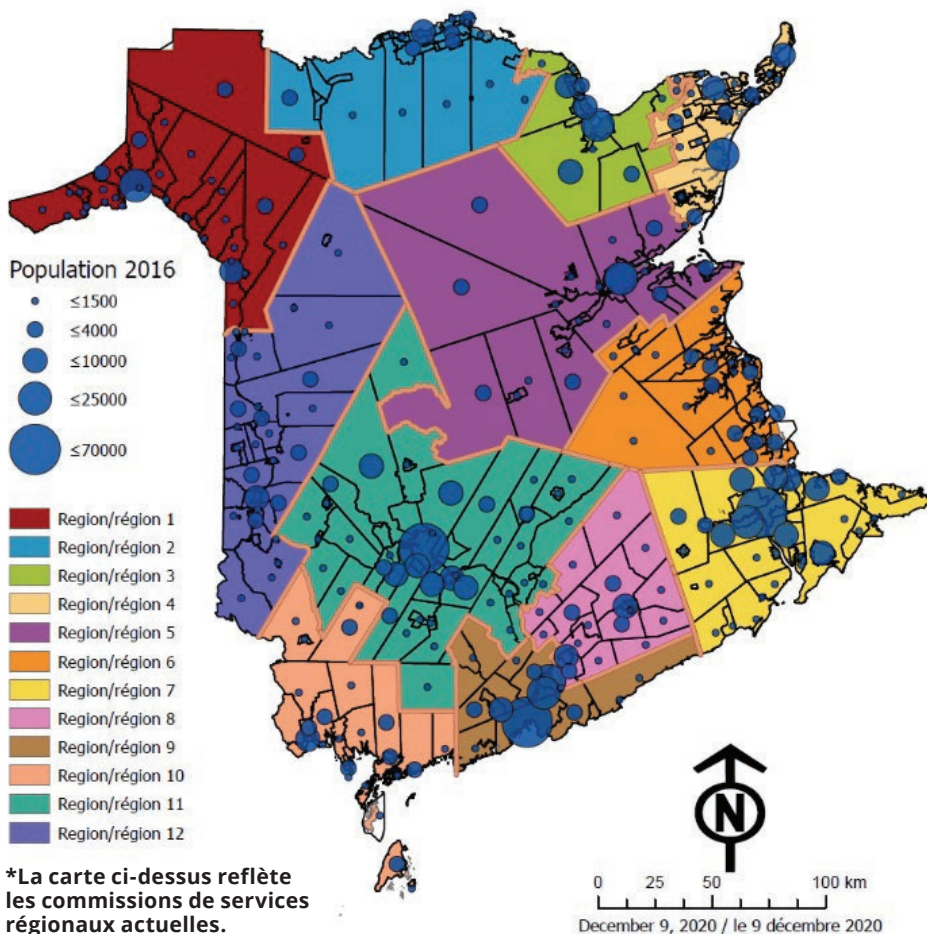 Population 2016
≤1500
≤4000
≤10000
≤25000
≤70000
Region/région 1
Region/région 2
Region/région 3
Region/région 4
Region/région 5
Region/région 6
Region/région 7
Region/région 8
Region/région 9
Region/région 10
Region/région 11
Region/région 12
*La carte ci-dessus reflète
les commissions de services
régionaux actuelles.
N
0 25 50 100 km
December 9, 2020 / le 9 décembre 2020